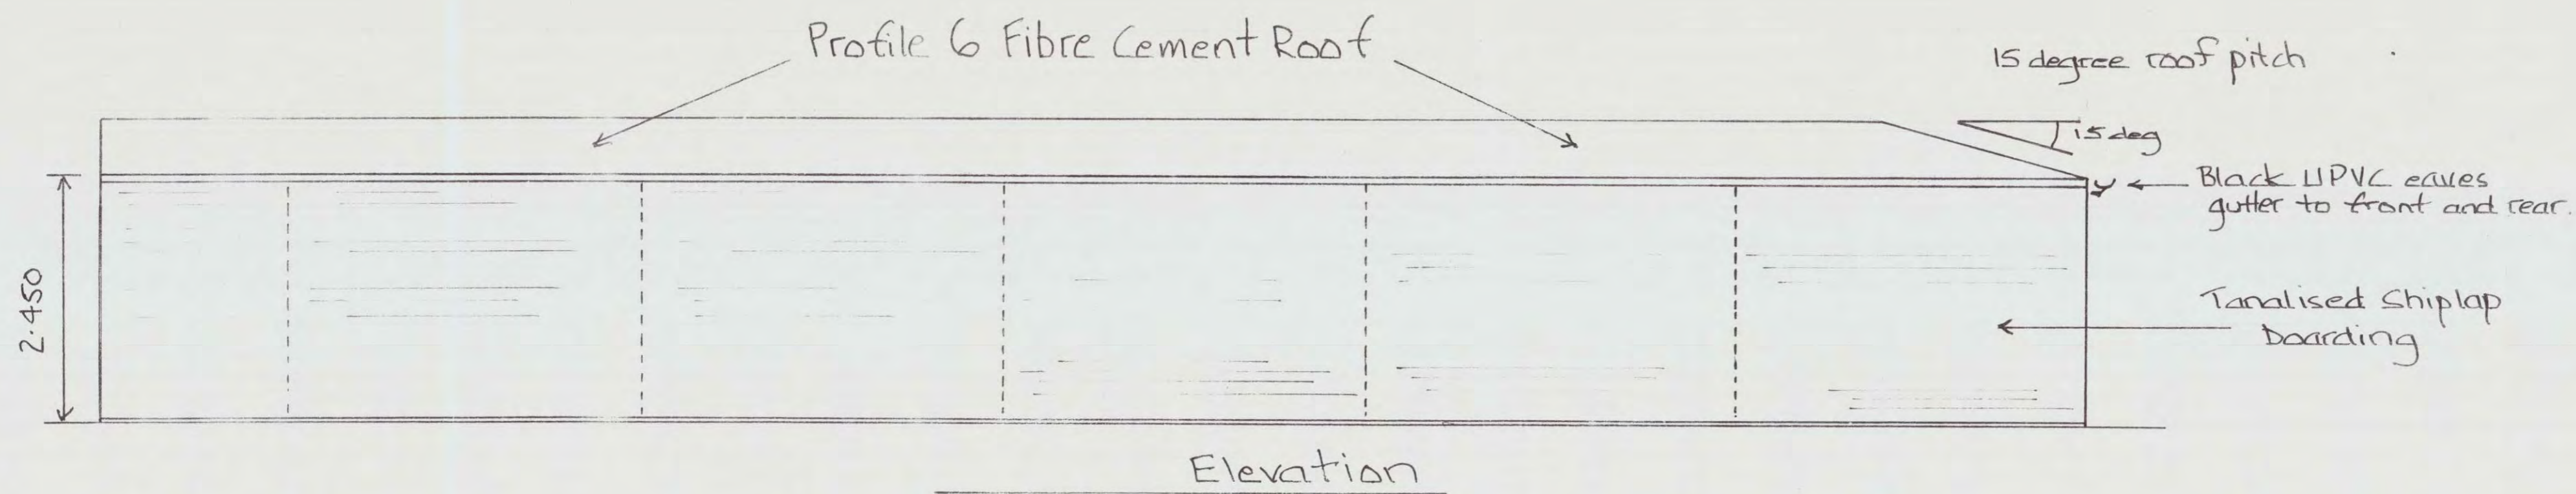 Profile 6 Fibre Cement Roof
15 degree roof pitch
15 deg
Black UPVC eaves
gutter to front and rear.
2.450
Tanalised Shiplap
boarding
Elevation